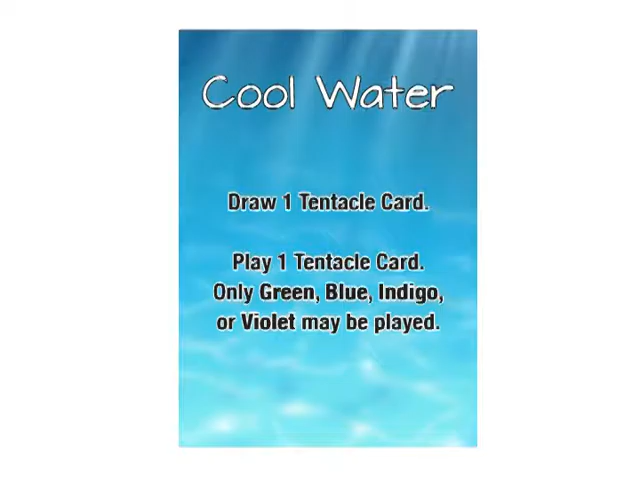 Cool Water
Draw 1 Tentacle Card.
Play 1 Tentacle Card.
Only Green, Blue, Indigo,
or Violet may be played.